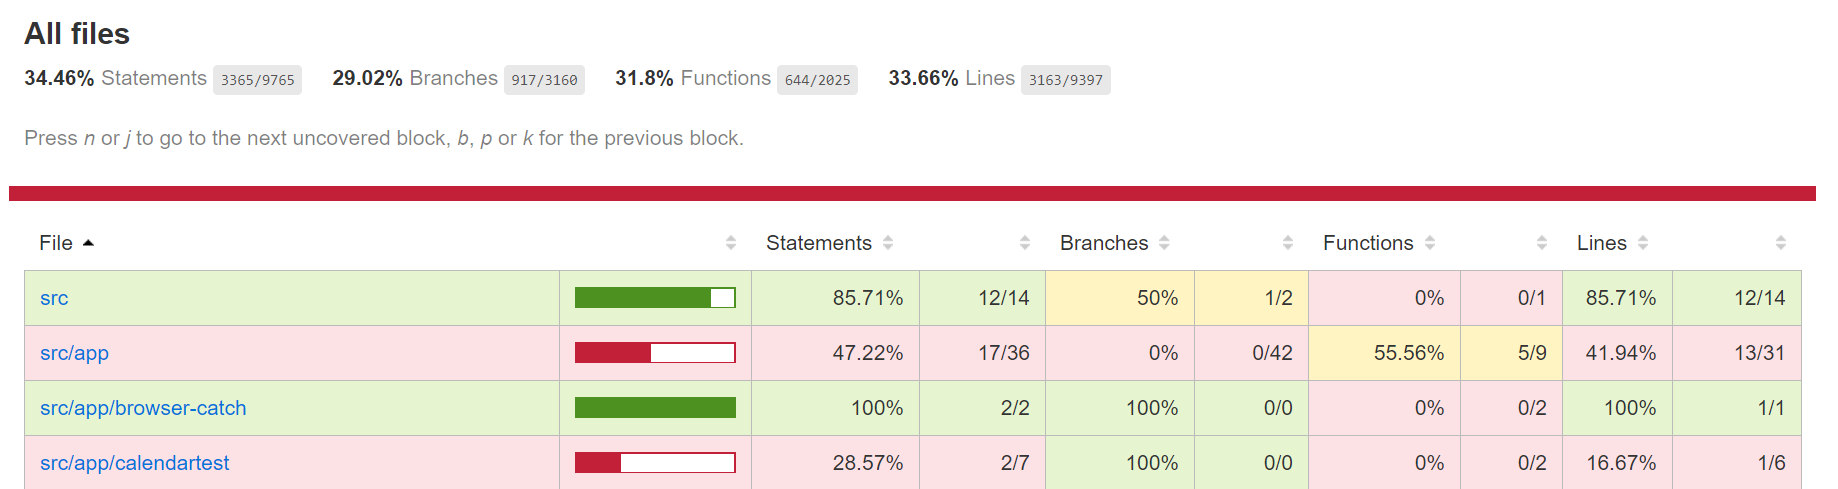 All files
34.46% Statements 3365/9765 29.02% Branches 917/3160 31.8% Functions 644/2025 33.66% Lines 3163/9397
Press n or j to go to the next uncovered block, b, p or k for the previous block.
File Statements Branches Functions Lines
src 85.71% 12/14 50% 1/2 0% 0/1 85.71% 12/14
src/app 47.22% 17/36 0% 0/42 55.56% 5/9 41.94% 13/31
src/app/browser-catch 100% 2/2 100% 0/0 0% 0/2 100% 1/1
src/app/calendartest 28.57% 2/7 100% 0/0 0% 0/2 16.67% 1/6